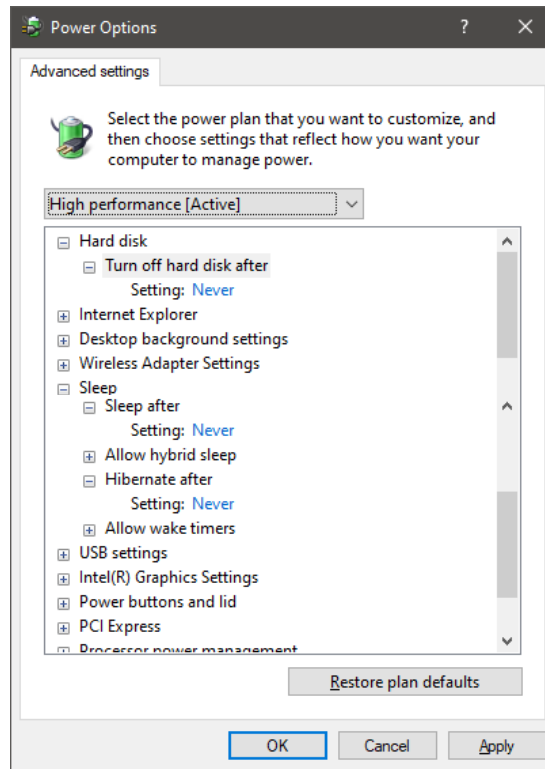 Power Options
Advanced settings
Select the power plan that you want to customize, and
then choose settings that reflect how you want your
computer to manage power.
High performance [Active]
Hard disk
Turn off hard disk after
Setting: Never
Internet Explorer
Desktop background settings
Wireless Adapter Settings
Sleep
Sleep after
Setting: Never
Allow hybrid sleep
Hibernate after
Setting: Never
Allow wake timers
USB settings
Intel(R) Graphics Settings
Power buttons and lid
PCI Express
Processor power management
Restore plan defaults
OK Cancel Apply